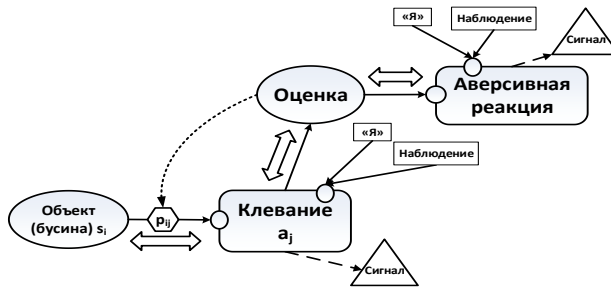 «Я»
Наблюдение
Сигнал
Аверсивная
реакция
Оценка
«Я»
Наблюдение
Объект
(бусина) sᵢ
pᵢⱼ
Клевание
aⱼ
Сигнал